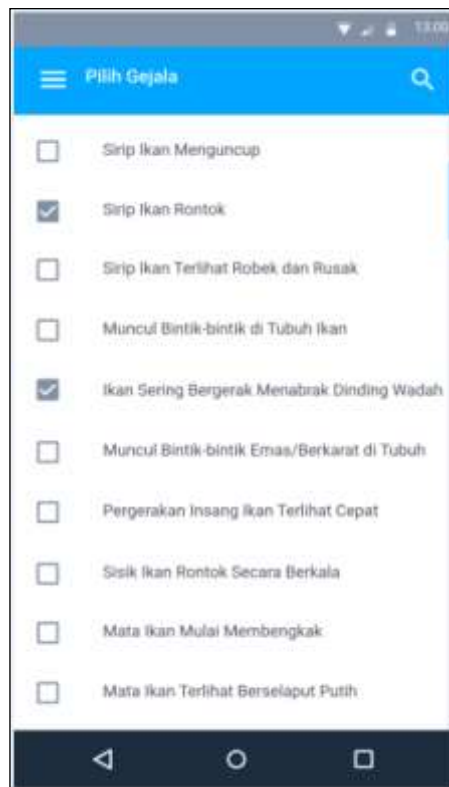 13:00
Pilih Gejala
Sirip Ikan Menguncup
Sirip Ikan Rontok
Sirip Ikan Terlihat Robek dan Rusak
Muncul Bintik-bintik di Tubuh Ikan
Ikan Sering Bergerak Menabrak Dinding Wadah
Muncul Bintik-bintik Emas/Berkarat di Tubuh
Pergerakan Insang Ikan Terlihat Cepat
Sisik Ikan Rontok Secara Berkala
Mata Ikan Mulai Membengkak
Mata Ikan Terlihat Berselaput Putih